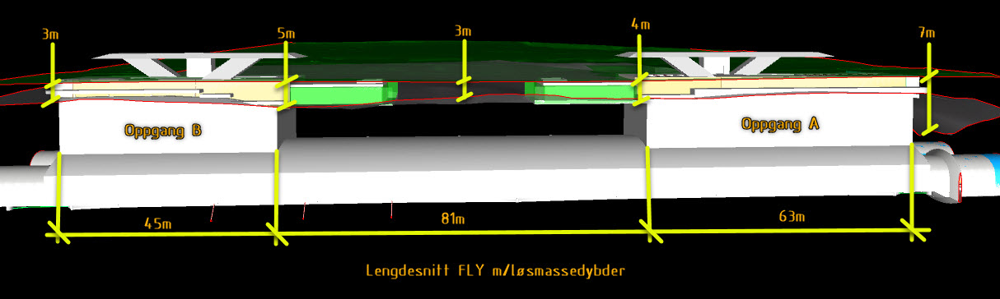 3m
5m
3m
4m
7m
Oppgang B
Oppgang A
45m
81m
63m
Lengdesnitt FLY m/løsmassedybder